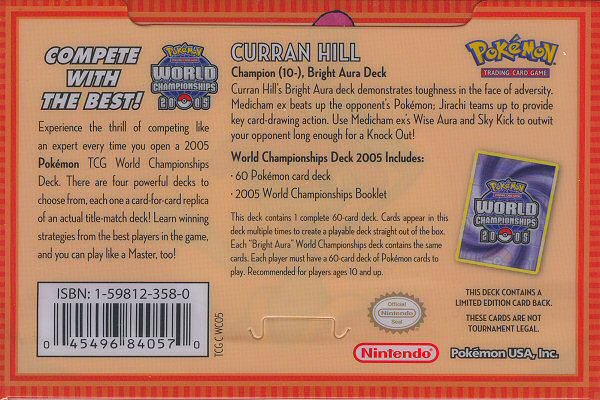 COMPETE
WITH
THE BEST!
POKéMON
WORLD
CHAMPIONSHIPS
2005
Experience the thrill of competing like
an expert every time you open a 2005
Pokémon TCG World Championships
Deck. There are four powerful decks to
choose from, each one a card-for-card replica
of an actual title-match deck! Learn winning
strategies from the best players in the game,
and you can play like a Master, too!
ISBN: 1-59812-358-0
0 45496 84057 0
TCG C WC05
CURRAN HILL
Champion (10-), Bright Aura Deck
Curran Hill's Bright Aura deck demonstrates toughness in the face of adversity.
Medicham ex beats up the opponent's Pokémon; Jirachi teams up to provide
key card-drawing action. Use Medicham ex's Wise Aura and Sky Kick to outwit
your opponent long enough for a Knock Out!
World Championships Deck 2005 Includes:
• 60 Pokémon card deck
• 2005 World Championships Booklet
This deck contains 1 complete 60-card deck. Cards appear in this
deck multiple times to create a playable deck straight out of the box.
Each "Bright Aura" World Championships deck contains the same
cards. Each player must have a 60-card deck of Pokémon cards to
play. Recommended for players ages 10 and up.
Official
Nintendo
Seal
Nintendo
POKéMON
TRADING CARD GAME
POKéMON
WORLD
CHAMPIONSHIPS
2005
THIS DECK CONTAINS A
LIMITED EDITION CARD BACK.
THESE CARDS ARE NOT
TOURNAMENT LEGAL.
Pokémon USA, Inc.